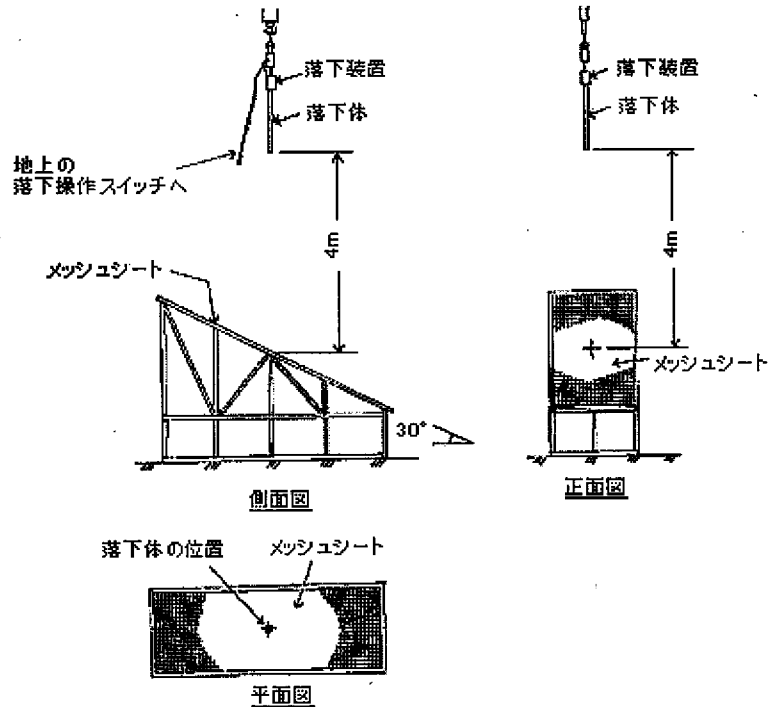 落下装置
落下体
地上の
落下操作スイッチへ
4m
メッシュシート
30°
側面図
落下装置
落下体
4m
メッシュシート
正面図
落下体の位置
メッシュシート
平面図